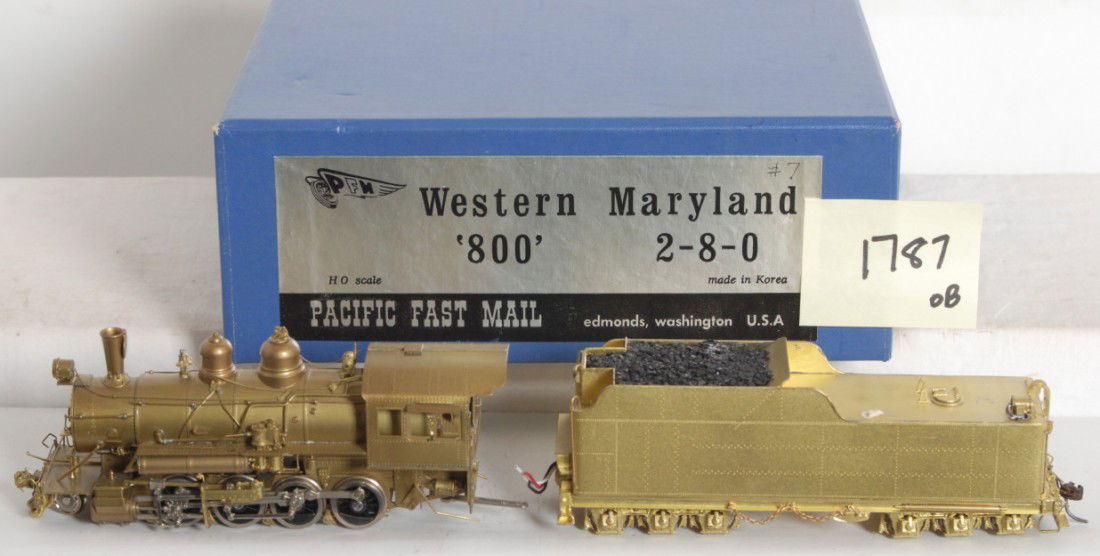 #7
PFM
Western Maryland
'800' 2-8-0
HO scale made in Korea
PACIFIC FAST MAIL edmonds, washington U.S.A
1787
OB